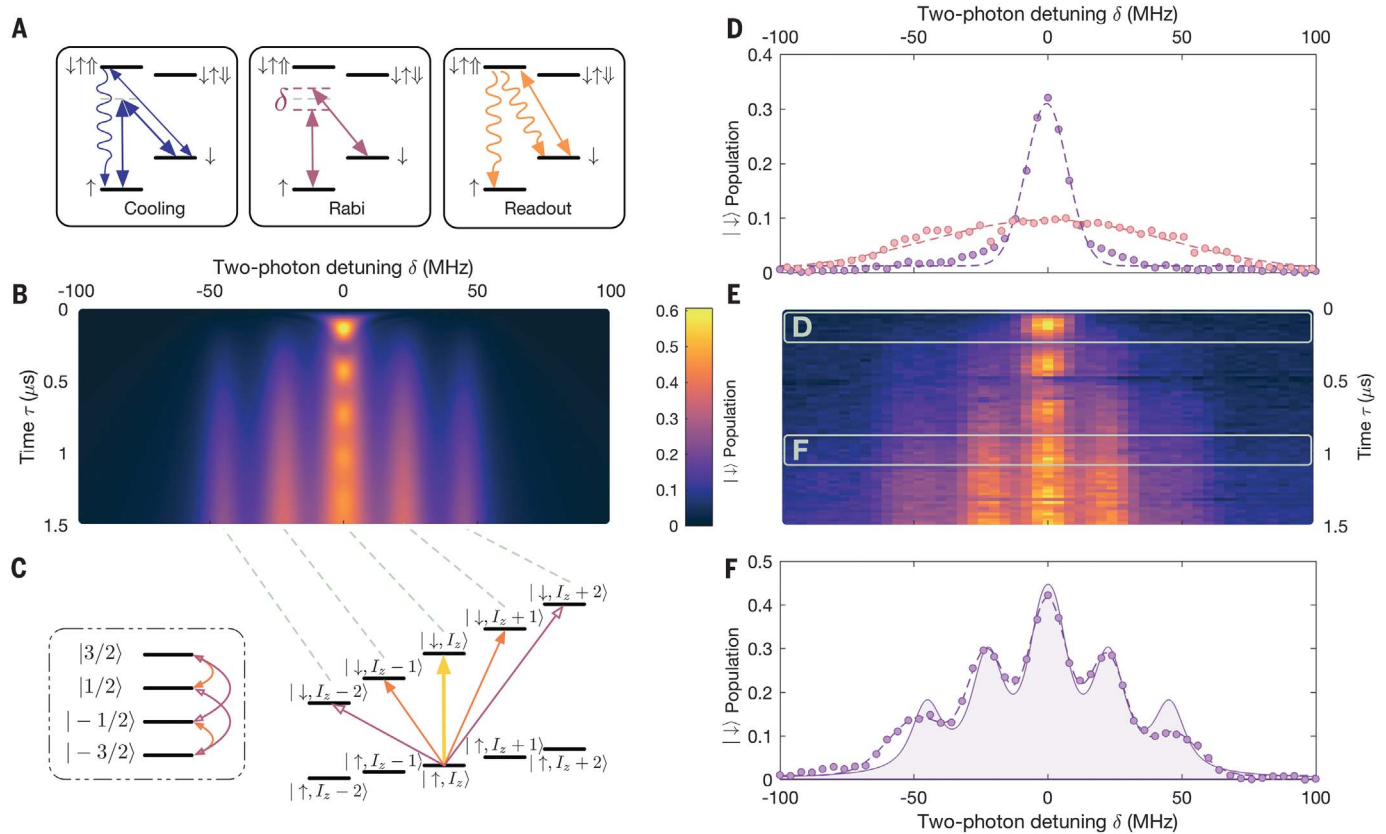 A
↓↑⇑
↓↑⇓
↓
↑
Cooling
↓↑⇑
↓↑⇓
δ
↓
↑
Rabi
↓↑⇑
↓↑⇓
↓
↑
Readout
B
Two-photon detuning δ (MHz)
-100 -50 0 50 100
0
0.5
1
1.5
Time τ (μs)
0.6
0.5
0.4
0.3
0.2
0.1
0
|↓⟩ Population
C
|3/2⟩
|1/2⟩
|−1/2⟩
|−3/2⟩
|↓, I_z − 2⟩
|↓, I_z − 1⟩
|↓, I_z⟩
|↓, I_z + 1⟩
|↓, I_z + 2⟩
|↑, I_z − 2⟩
|↑, I_z − 1⟩
|↑, I_z⟩
|↑, I_z + 1⟩
|↑, I_z + 2⟩
D
Two-photon detuning δ (MHz)
-100 -50 0 50 100
0.4
0.3
0.2
0.1
0
|↓⟩ Population
E
D
F
0
0.5
1
1.5
Time τ (μs)
F
0.5
0.4
0.3
0.2
0.1
0
|↓⟩ Population
-100 -50 0 50 100
Two-photon detuning δ (MHz)